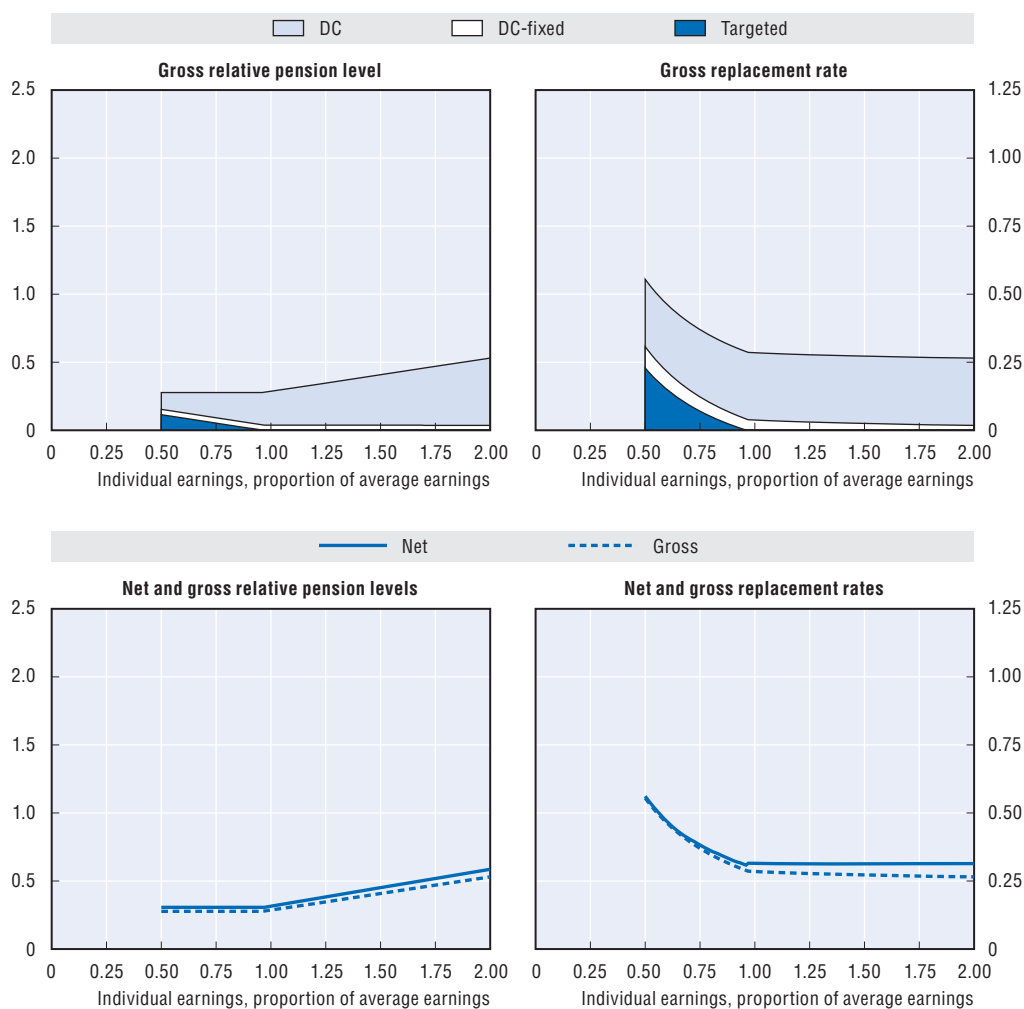 DC DC-fixed Targeted
Gross relative pension level
2.5
2.0
1.5
1.0
0.5
0
0 0.25 0.50 0.75 1.00 1.25 1.50 1.75 2.00
Individual earnings, proportion of average earnings
Gross replacement rate
1.25
1.00
0.75
0.50
0.25
0
0 0.25 0.50 0.75 1.00 1.25 1.50 1.75 2.00
Individual earnings, proportion of average earnings
Net Gross
Net and gross relative pension levels
2.5
2.0
1.5
1.0
0.5
0
0 0.25 0.50 0.75 1.00 1.25 1.50 1.75 2.00
Individual earnings, proportion of average earnings
Net and gross replacement rates
1.25
1.00
0.75
0.50
0.25
0
0 0.25 0.50 0.75 1.00 1.25 1.50 1.75 2.00
Individual earnings, proportion of average earnings